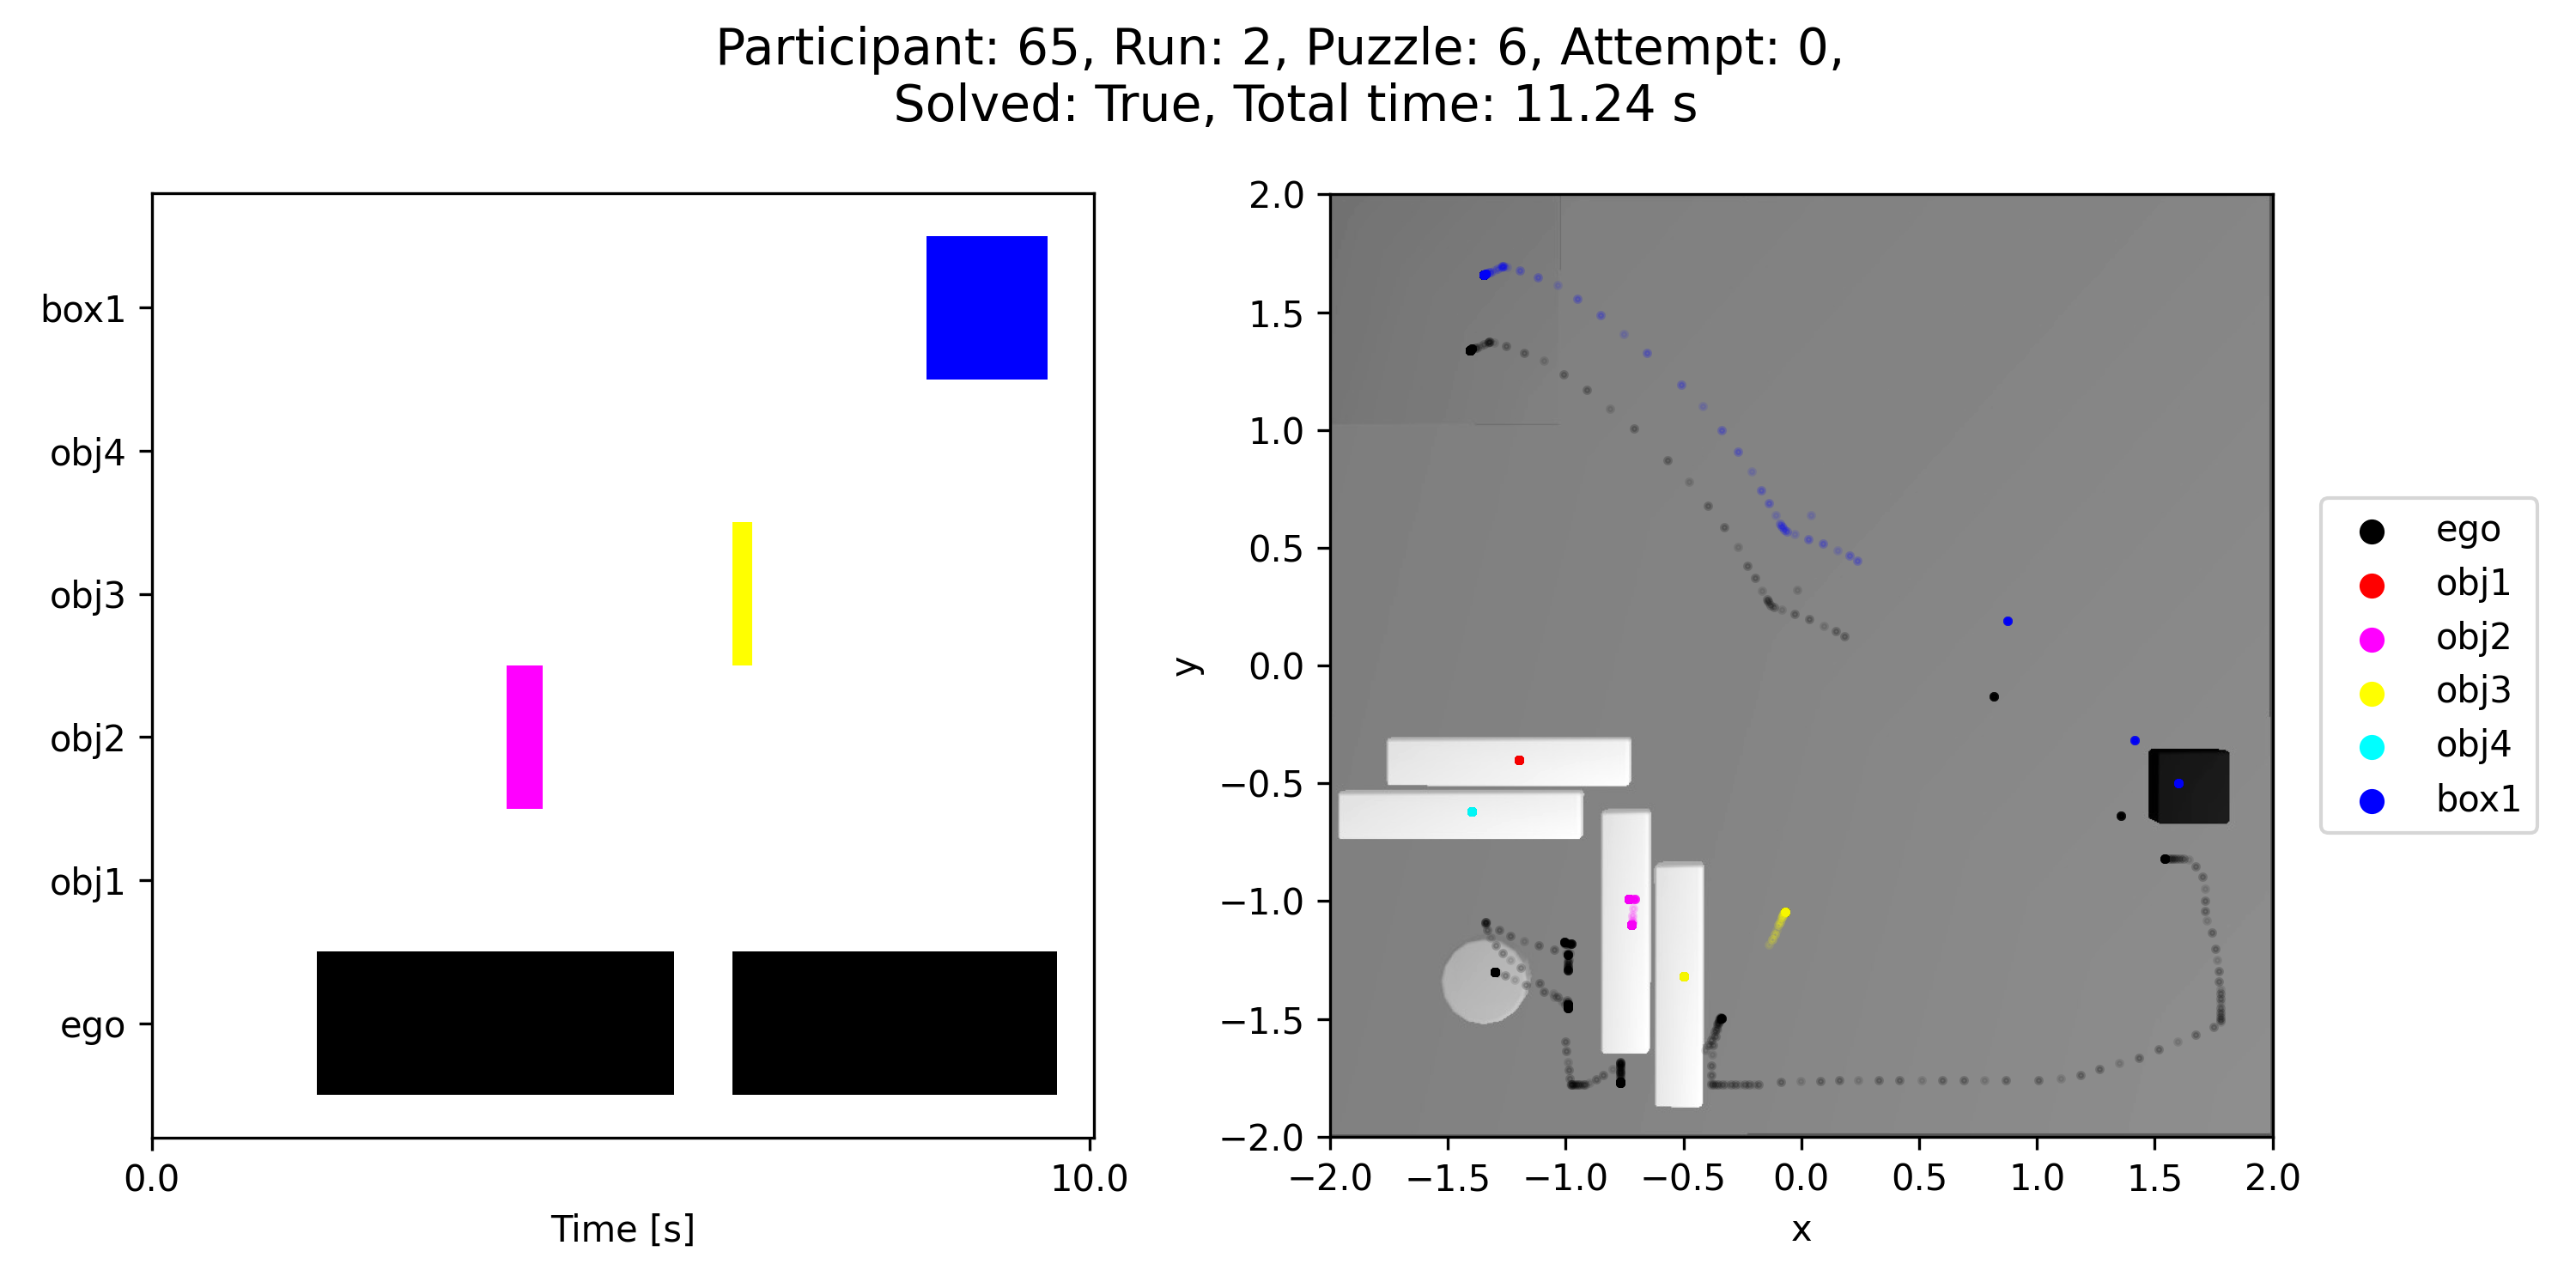 Participant: 65, Run: 2, Puzzle: 6, Attempt: 0,
Solved: True, Total time: 11.24 s
box1
obj4
obj3
obj2
obj1
ego
0.0
10.0
Time [s]
2.0
1.5
1.0
0.5
0.0
−0.5
−1.0
−1.5
−2.0
y
−2.0
−1.5
−1.0
−0.5
0.0
0.5
1.0
1.5
2.0
x
ego
obj1
obj2
obj3
obj4
box1